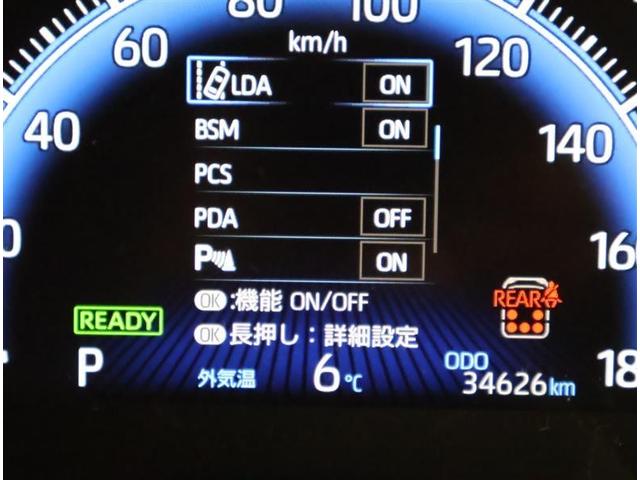 80
100
60
km/h
120
LDA ON
40
BSM ON
140
PCS
PDA OFF
P ON
160
OK:機能 ON/OFF
REAR
READY
OK長押し:詳細設定
P
外気温 6℃
ODO
34626km
18